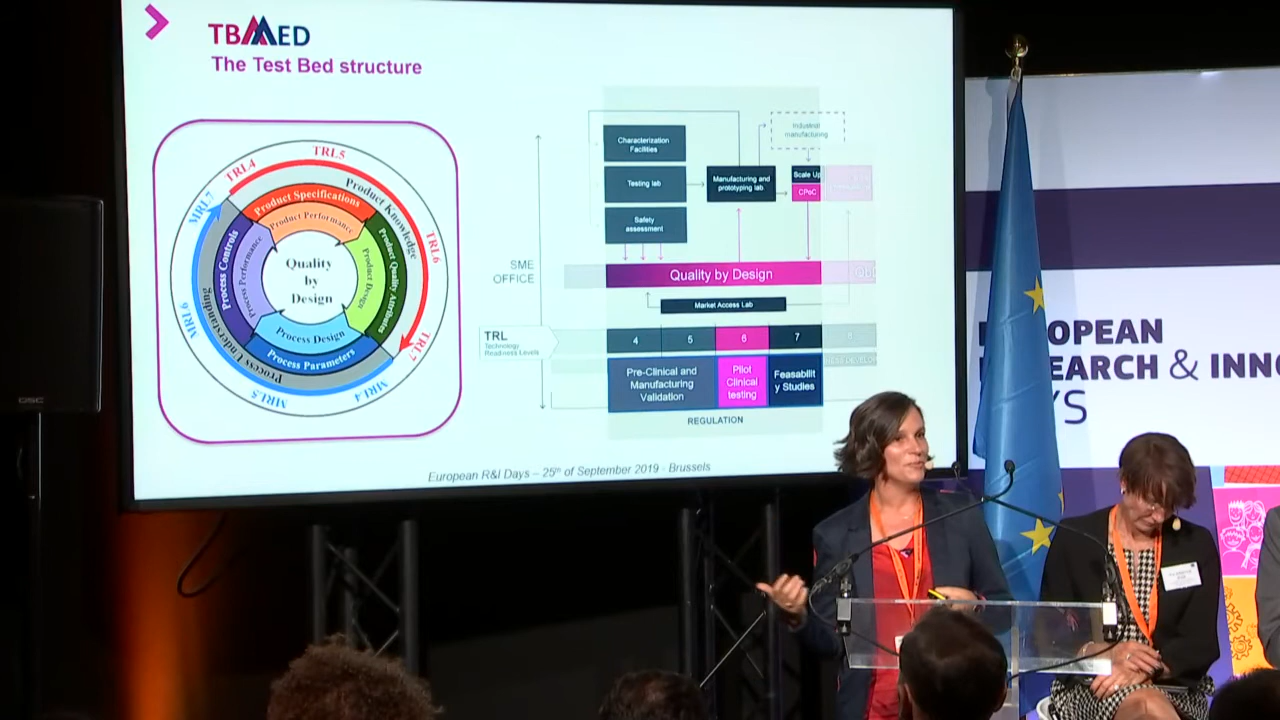 TBMED
The Test Bed structure
TRL4
TRL5
TRL6
TRL7
MRL7
MRL6
MRL5
MRL4
Product Knowledge
Process Understanding
Product Specifications
Product Performance
Product Quality Attributes
Product Design
Process Controls
Process Performance
Process Design
Process Parameters
Quality
by
Design
SME
OFFICE
TRL
Technology
Readiness Levels
Characterization
Facilities
Testing lab
Safety
assessment
Manufacturing and
prototyping lab
Industrial
manufacturing
Scale Up
CPoC
Quality by Design
Market Access Lab
4
5
6
7
8
Pre-Clinical and
Manufacturing
Validation
Pilot
Clinical
testing
Feasabilit
y Studies
REGULATION
European R&I Days – 25th of September 2019 - Brussels
OPEAN
EARCH & INNO
YS